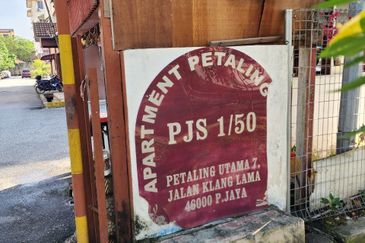 APARTMENT PETALING
PJS 1/50
PETALING UTAMA 7.
JALAN KLANG LAMA
46000 P.JAYA